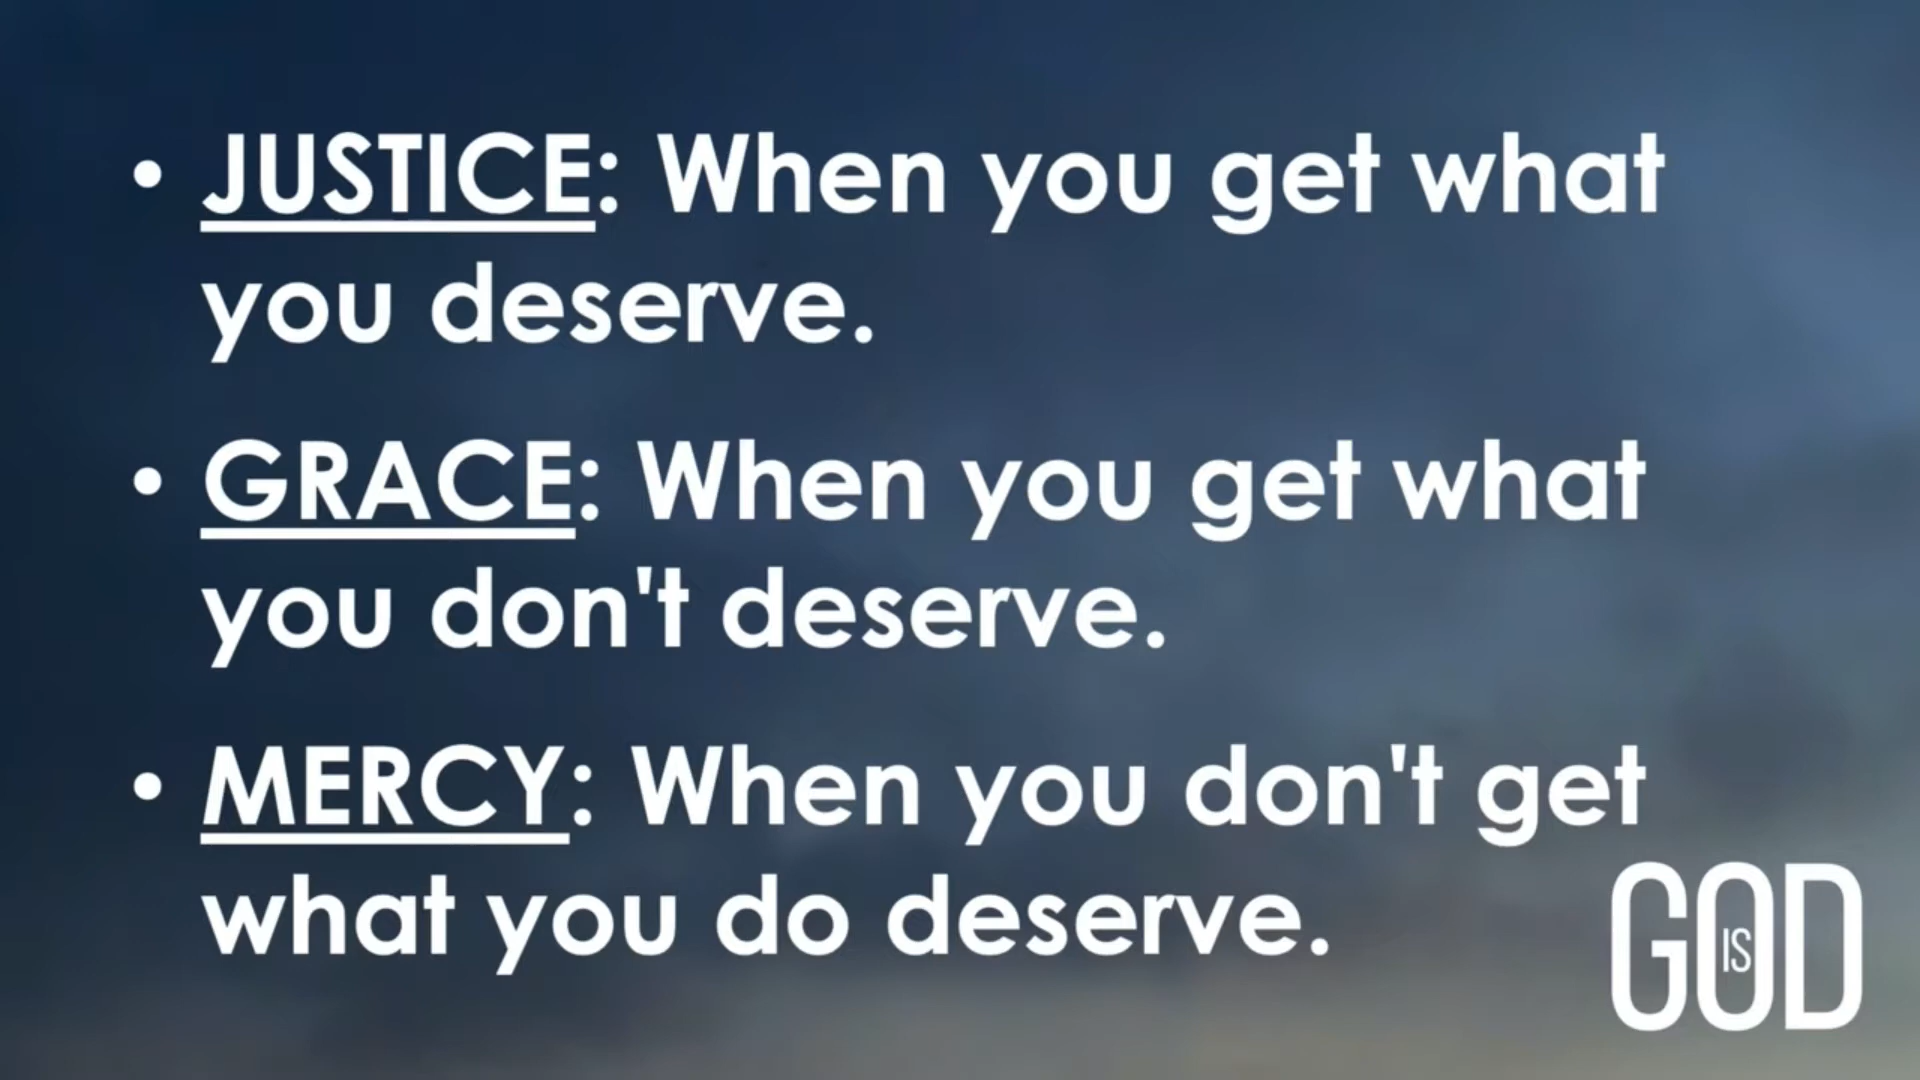 • JUSTICE: When you get what
you deserve.
• GRACE: When you get what
you don't deserve.
• MERCY: When you don't get
what you do deserve.
GOD
IS